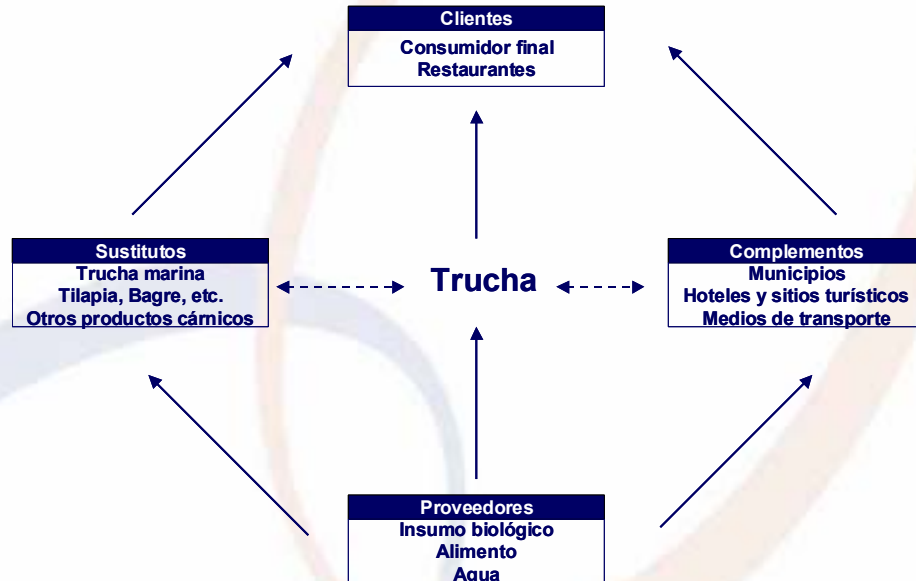 Clientes
Consumidor final
Restaurantes
Sustitutos
Trucha marina
Tilapia, Bagre, etc.
Otros productos cárnicos
Trucha
Complementos
Municipios
Hoteles y sitios turísticos
Medios de transporte
Proveedores
Insumo biológico
Alimento
Agua